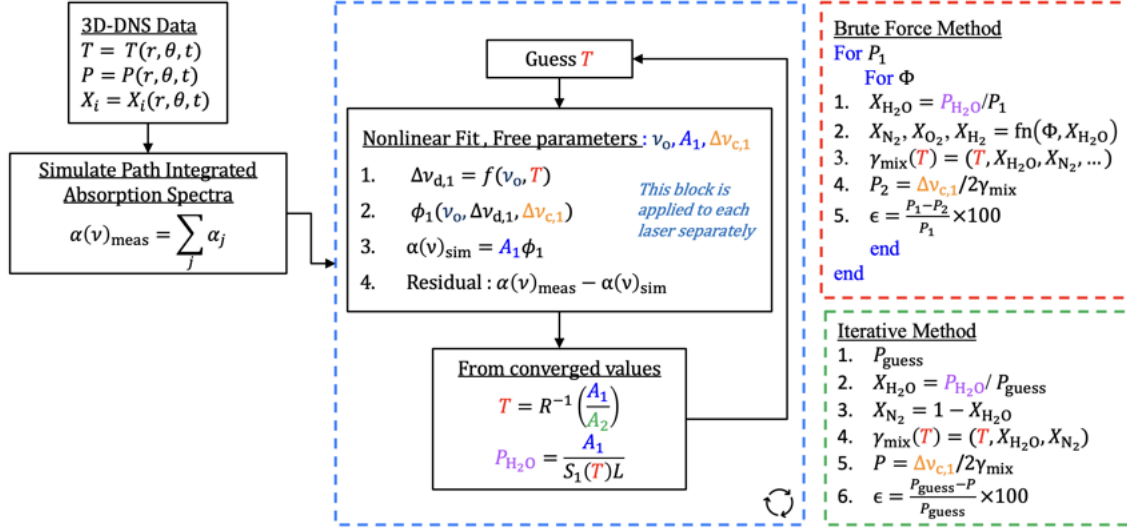 3D-DNS Data
T = T(r, θ, t)
P = P(r, θ, t)
X_i = X_i(r, θ, t)
Simulate Path Integrated
Absorption Spectra
α(ν)_meas = ∑_j α_j
Guess T
Nonlinear Fit , Free parameters : ν_o, A_1, Δν_c,1
1. Δν_d,1 = f(ν_o, T)
2. ϕ_1(ν_o, Δν_d,1, Δν_c,1)
3. α(ν)_sim = A_1ϕ_1
4. Residual : α(ν)_meas − α(ν)_sim
This block is
applied to each
laser separately
From converged values
T = R^−1 (A_1/A_2)
P_H₂O = A_1/S_1(T)L
Brute Force Method
For P_1
For Φ
1. X_H₂O = P_H₂O/P_1
2. X_N₂, X_O₂, X_H₂ = fn(Φ, X_H₂O)
3. γ_mix(T) = (T, X_H₂O, X_N₂, ...)
4. P_2 = Δν_c,1/2γ_mix
5. ϵ = P_1−P_2/P_1 ×100
end
end
Iterative Method
1. P_guess
2. X_H₂O = P_H₂O/ P_guess
3. X_N₂ = 1 − X_H₂O
4. γ_mix(T) = (T, X_H₂O, X_N₂)
5. P = Δν_c,1/2γ_mix
6. ϵ = P_guess−P/P_guess ×100